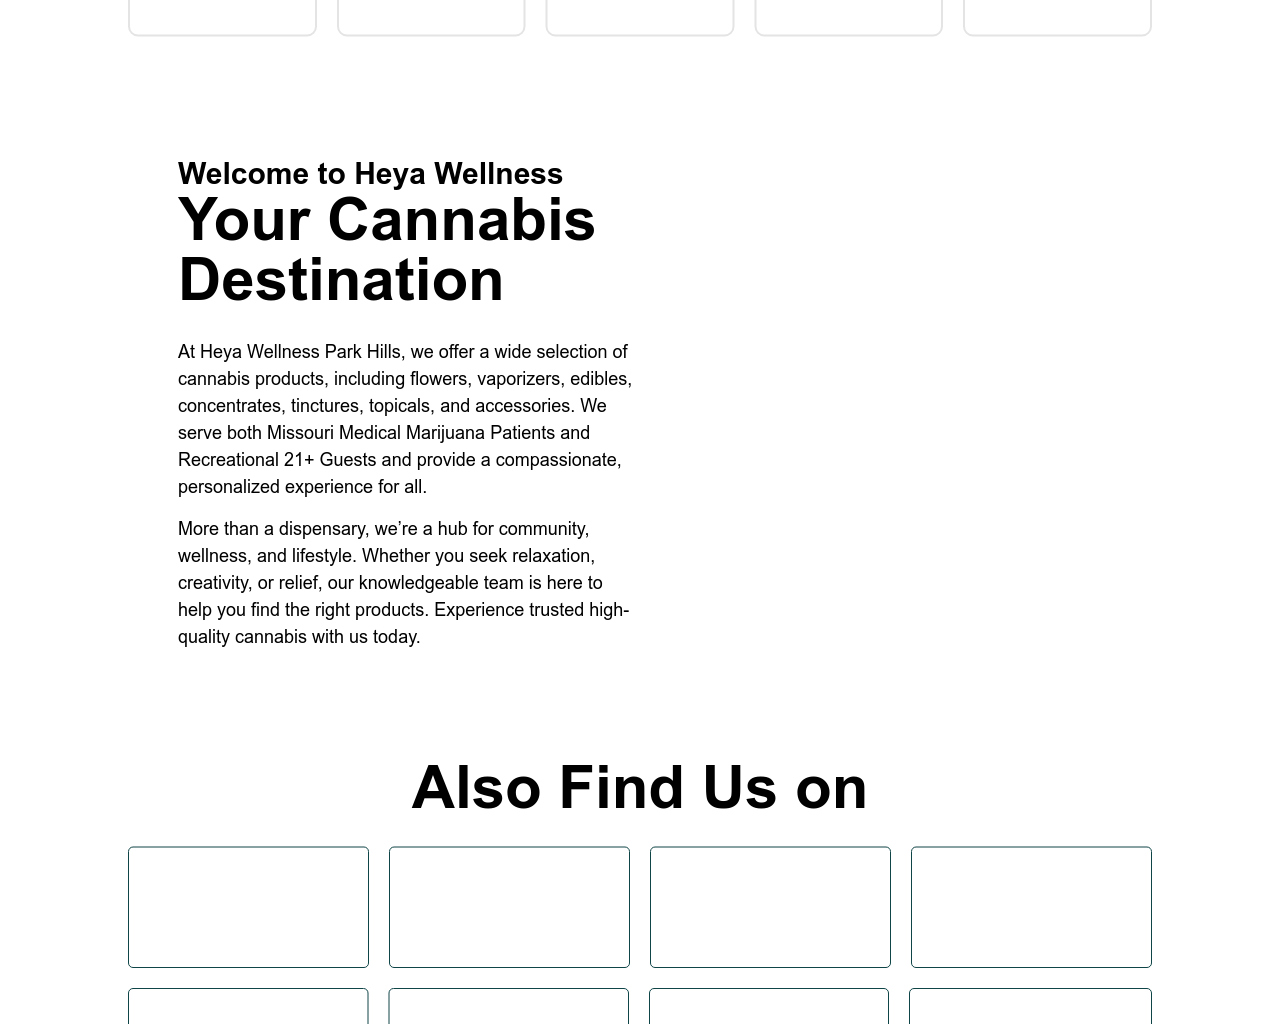 Welcome to Heya Wellness
Your Cannabis
Destination
At Heya Wellness Park Hills, we offer a wide selection of
cannabis products, including flowers, vaporizers, edibles,
concentrates, tinctures, topicals, and accessories. We
serve both Missouri Medical Marijuana Patients and
Recreational 21+ Guests and provide a compassionate,
personalized experience for all.
More than a dispensary, we’re a hub for community,
wellness, and lifestyle. Whether you seek relaxation,
creativity, or relief, our knowledgeable team is here to
help you find the right products. Experience trusted high-
quality cannabis with us today.
Also Find Us on